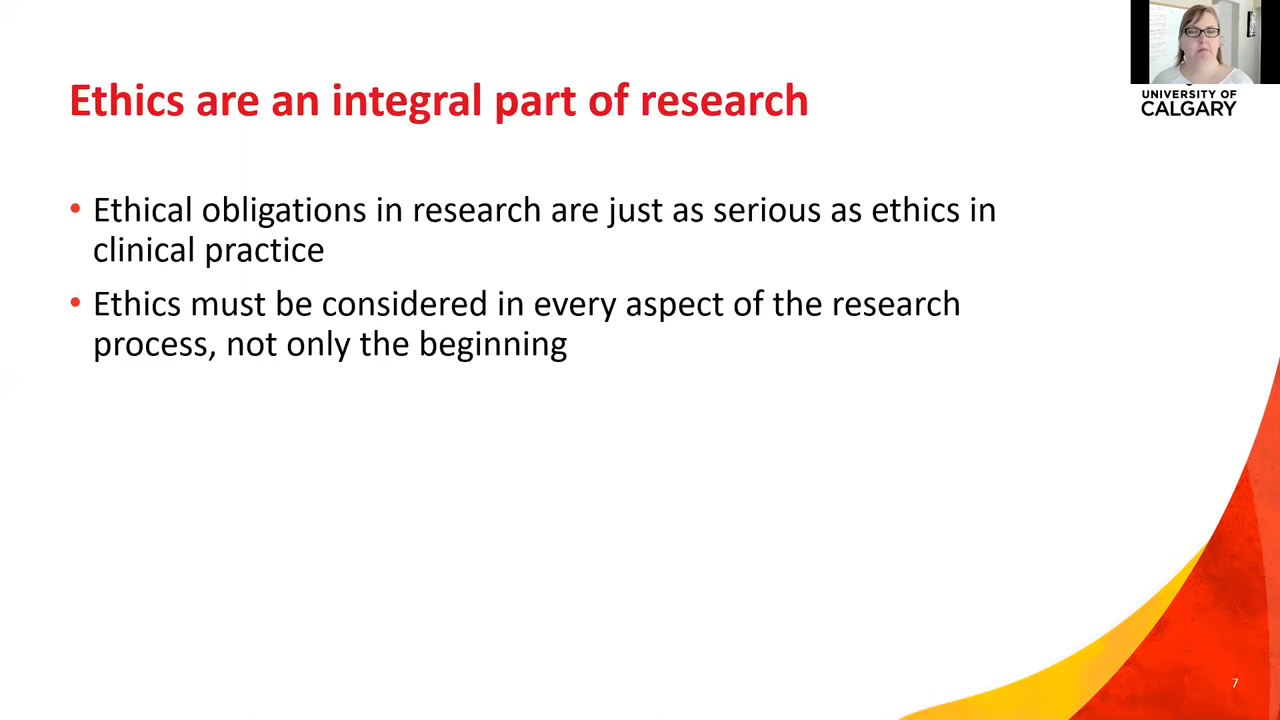 Ethics are an integral part of research
UNIVERSITY OF
CALGARY
• Ethical obligations in research are just as serious as ethics in
clinical practice
• Ethics must be considered in every aspect of the research
process, not only the beginning
7